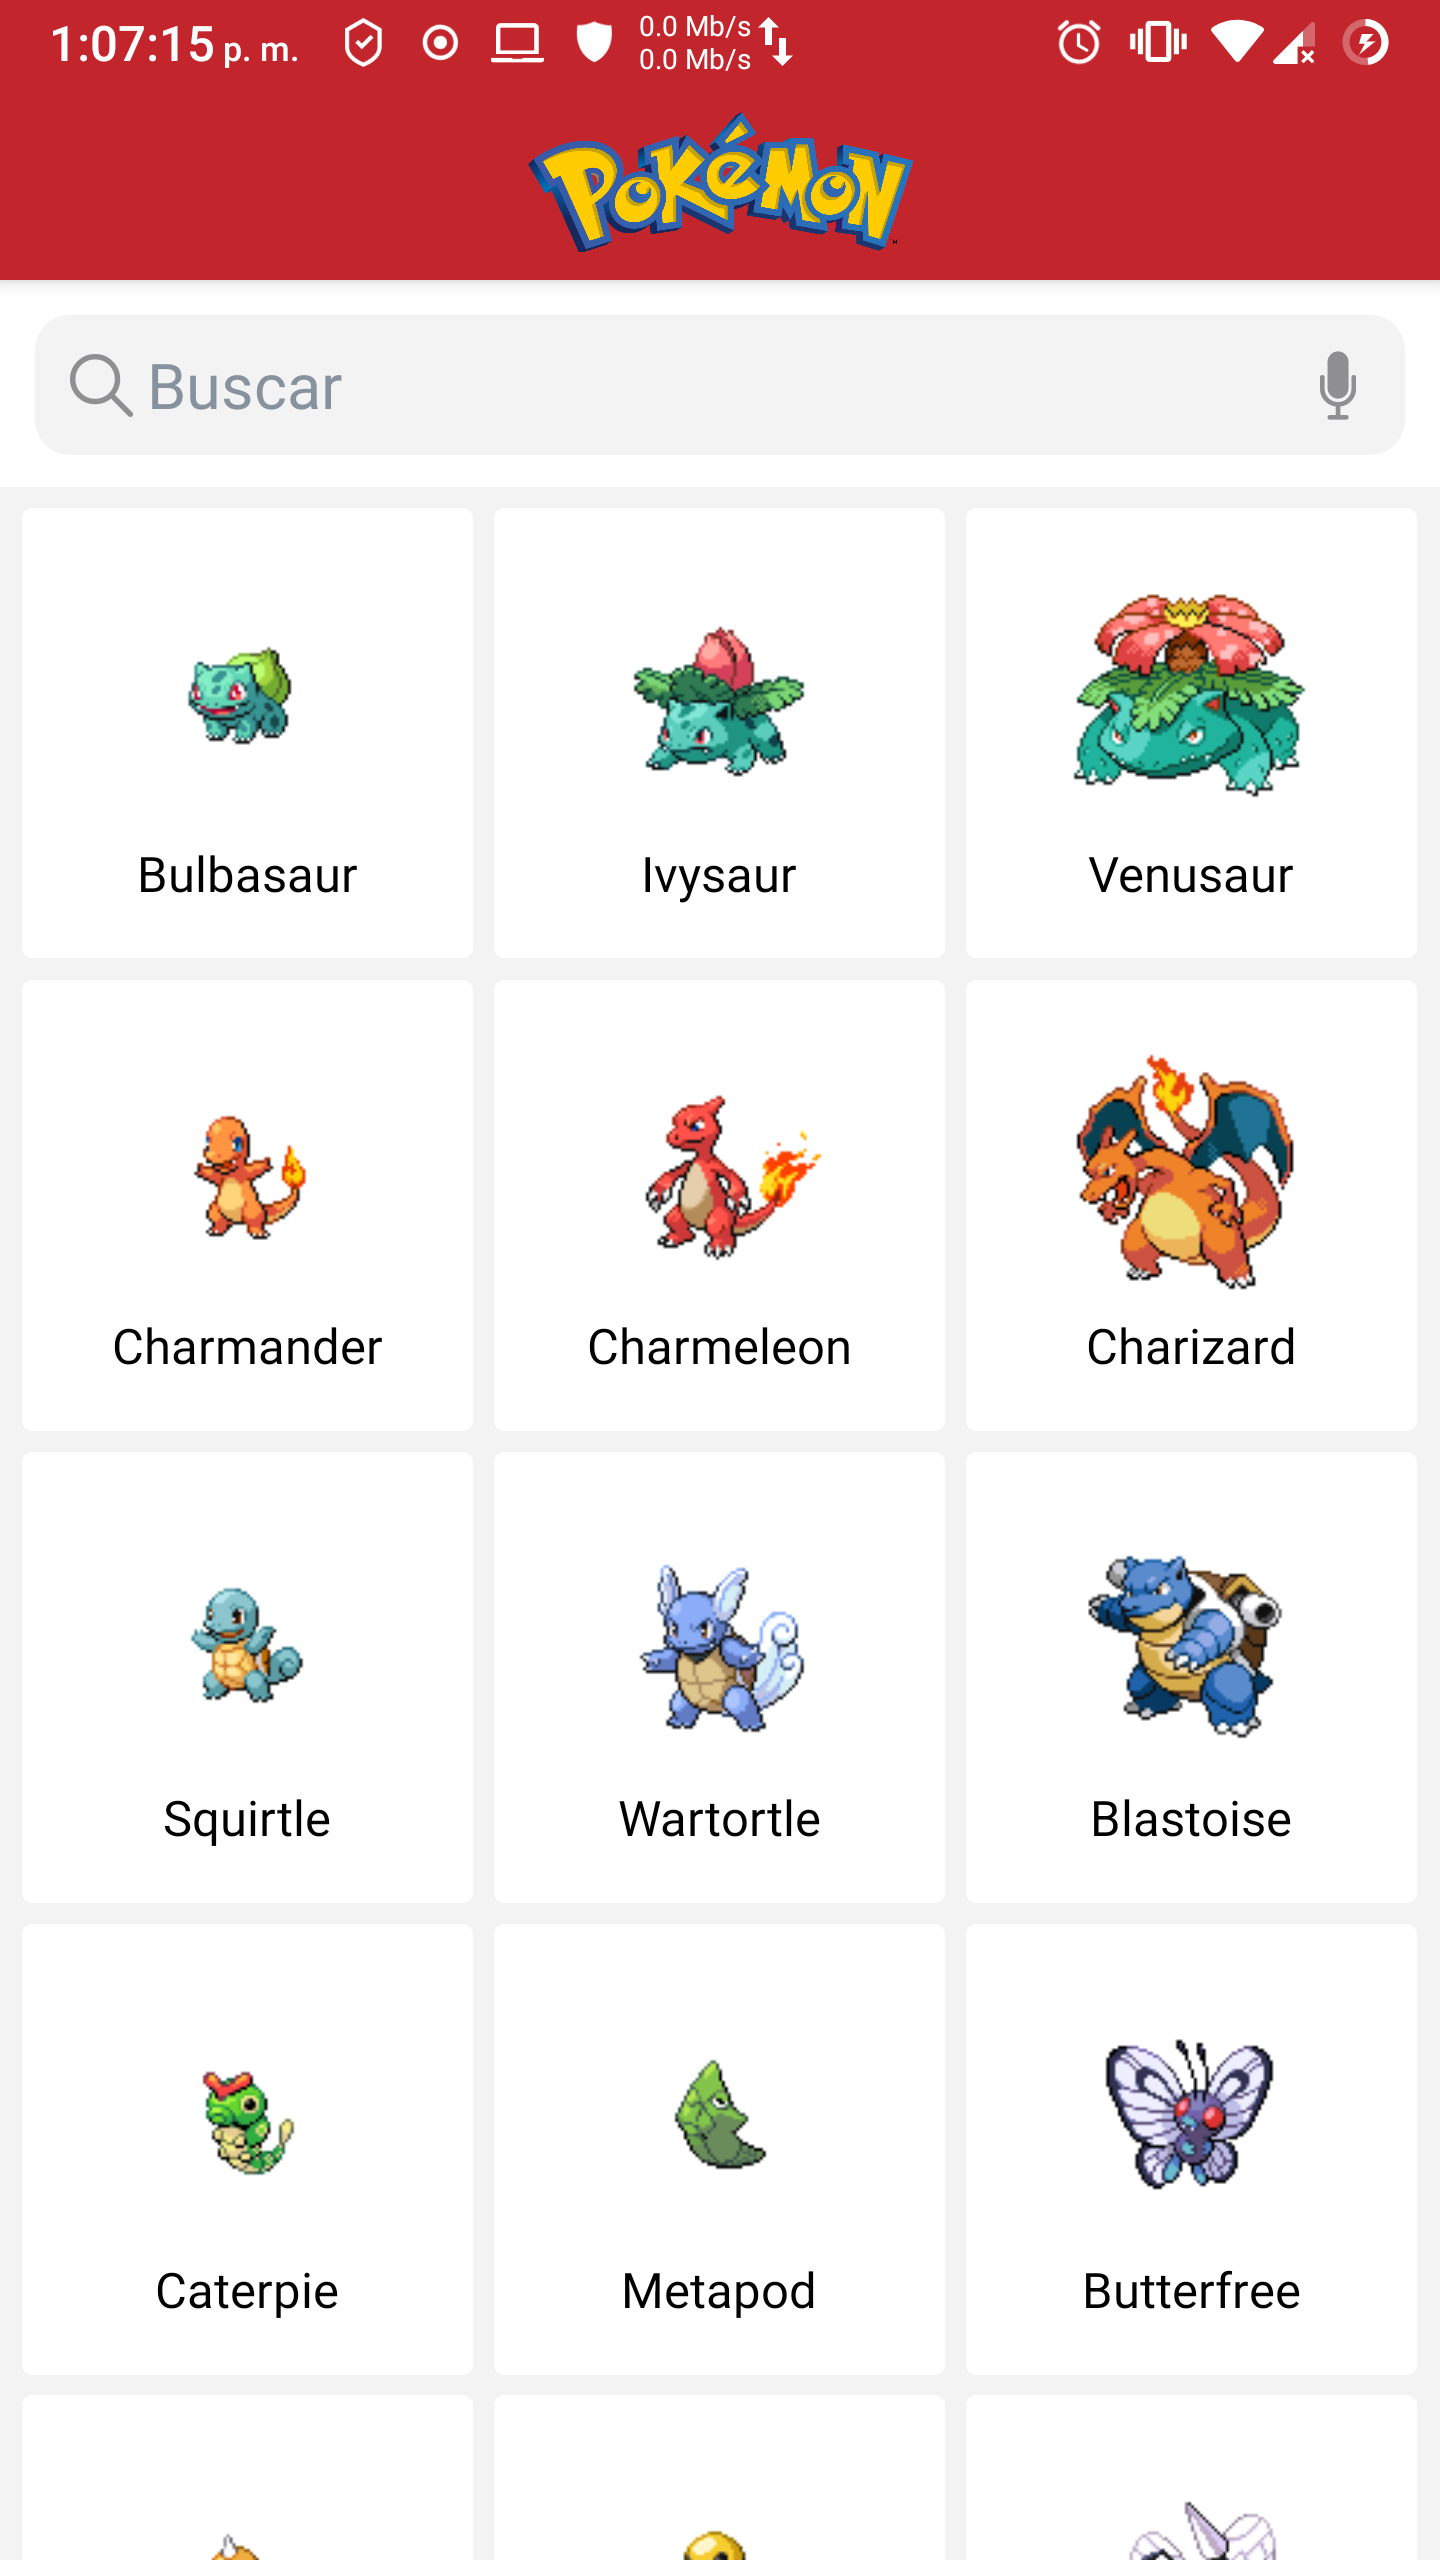 1:07:15 p. m.
0.0 Mb/s
0.0 Mb/s
POKéMON
Buscar
Bulbasaur
Ivysaur
Venusaur
Charmander
Charmeleon
Charizard
Squirtle
Wartortle
Blastoise
Caterpie
Metapod
Butterfree